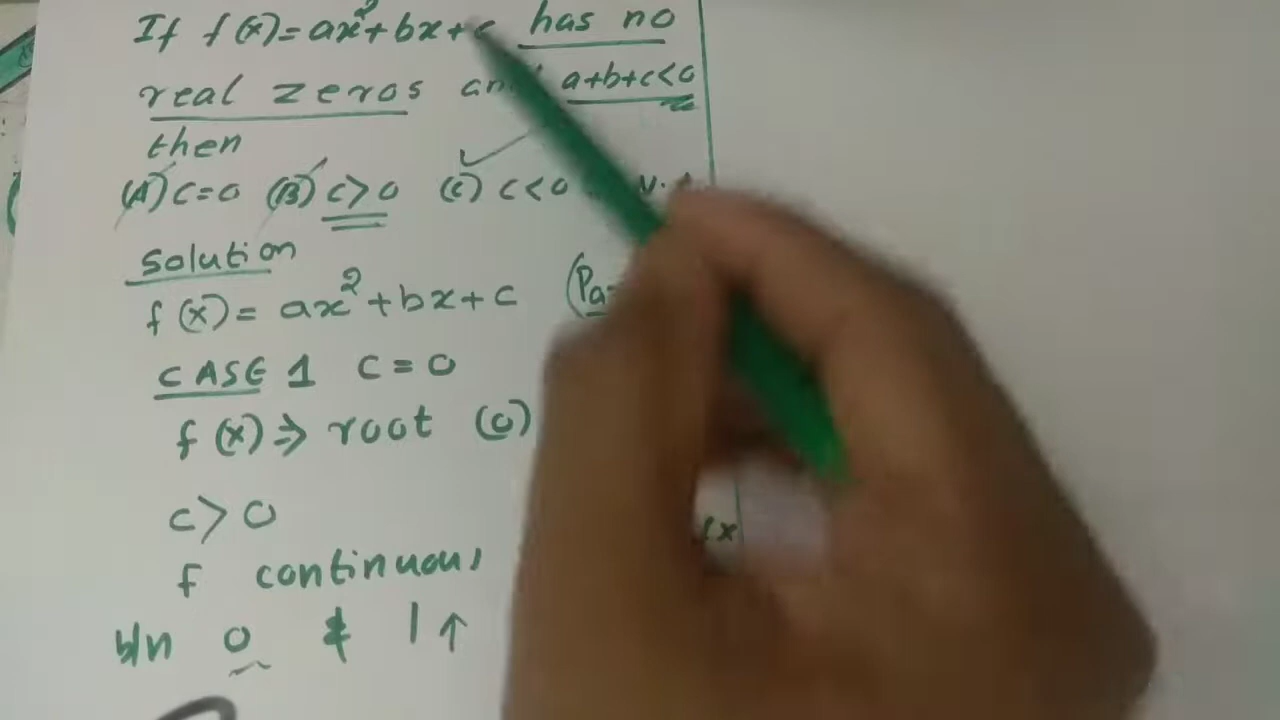 If f(x)=ax²+bx+c has no
real zeros a+b+c<0
then
(A) c=0 (B) c>0 (C) c<0
Solution
f(x)= ax²+bx+c
CASE 1 c=0
f(x)⇒ root (0)
c>0
f continuous
b/n 0 & 1↑